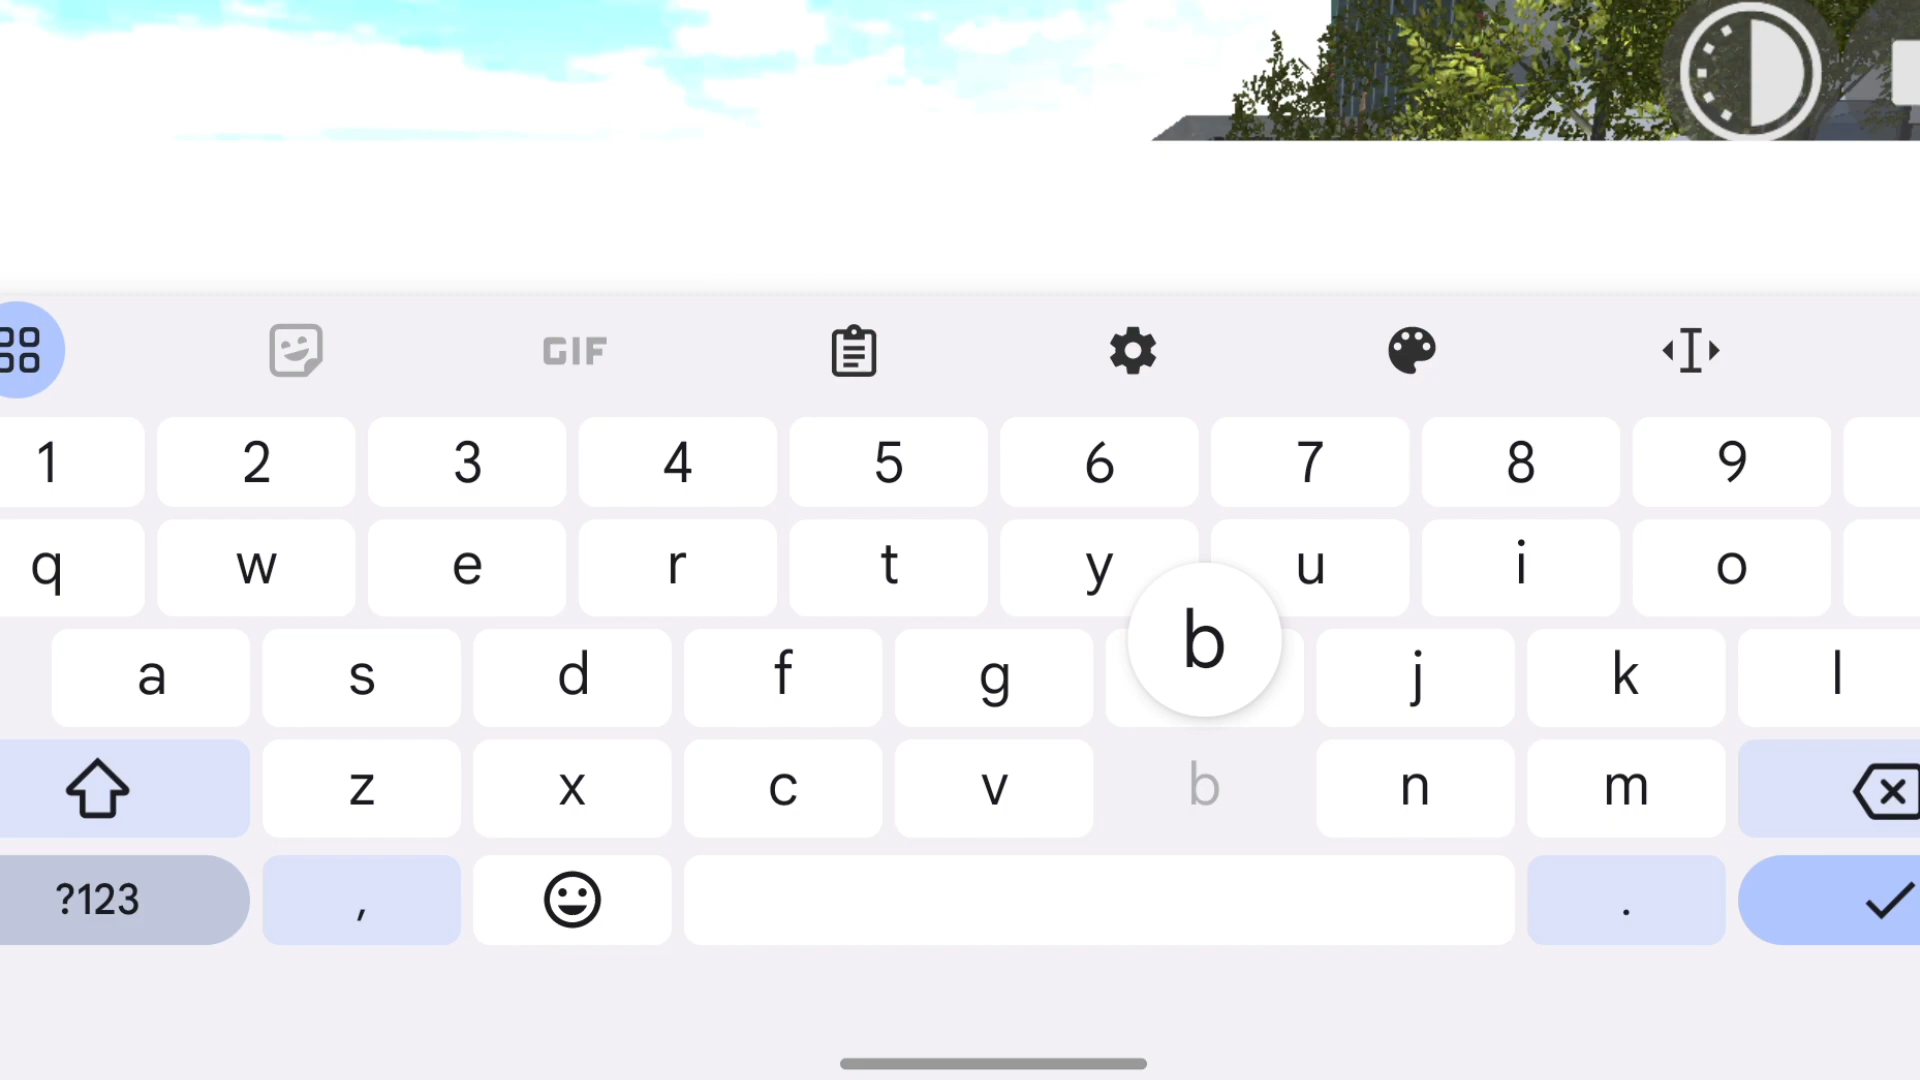 GIF
1 2 3 4 5 6 7 8 9
q w e r t y u i o
b
a s d f g j k l
z x c v b n m
?123 , .